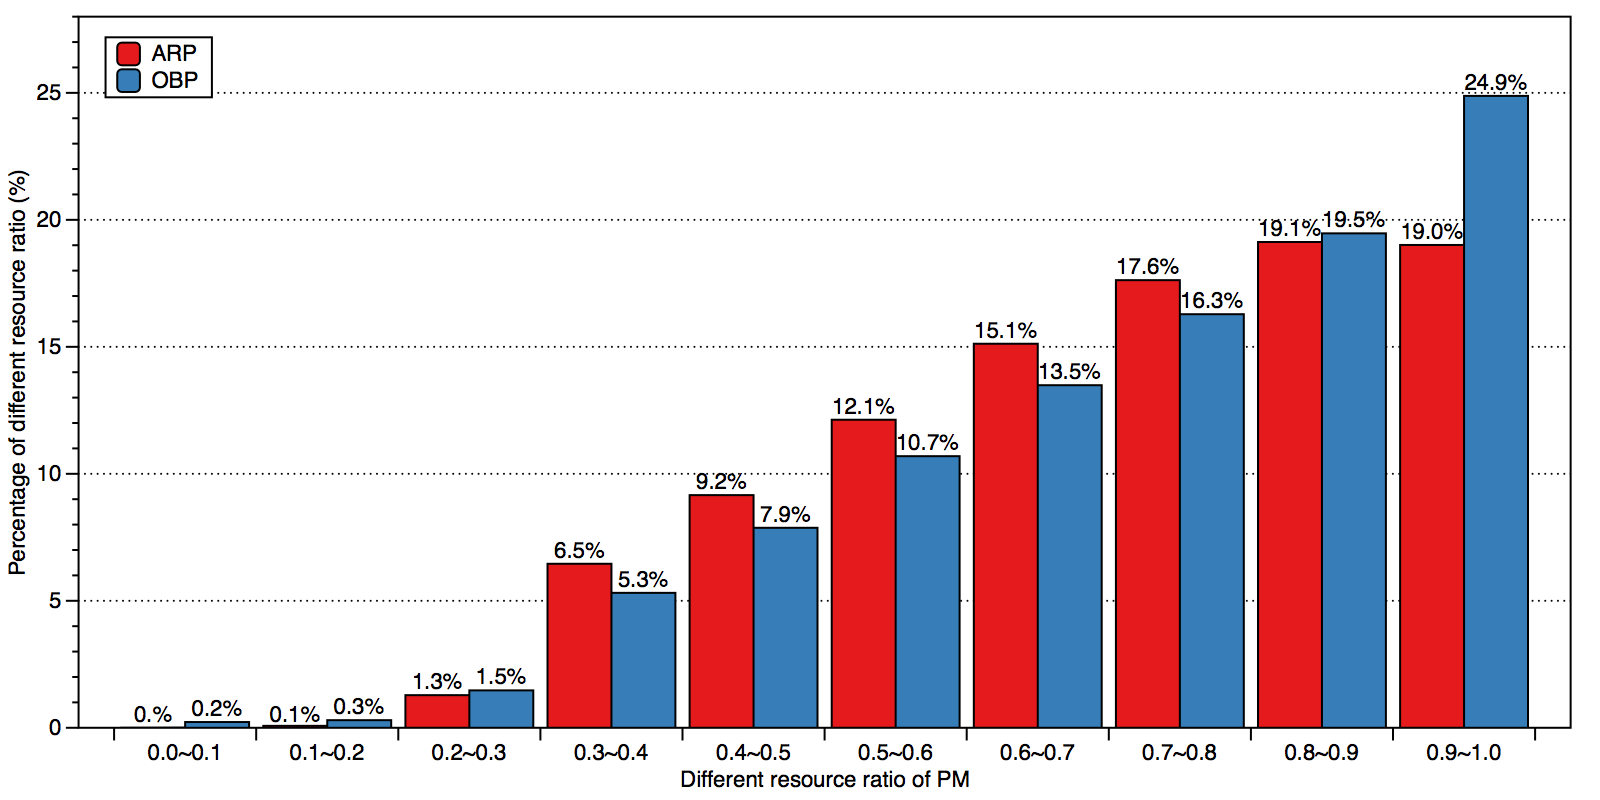 ARP
OBP
Percentage of different resource ratio (%)
25
20
15
10
5
0
0.% 0.2% 0.1% 0.3% 1.3% 1.5% 6.5% 5.3% 9.2% 7.9% 12.1% 10.7% 15.1% 13.5% 17.6% 16.3% 19.1% 19.5% 19.0% 24.9%
0.0~0.1 0.1~0.2 0.2~0.3 0.3~0.4 0.4~0.5 0.5~0.6 0.6~0.7 0.7~0.8 0.8~0.9 0.9~1.0
Different resource ratio of PM